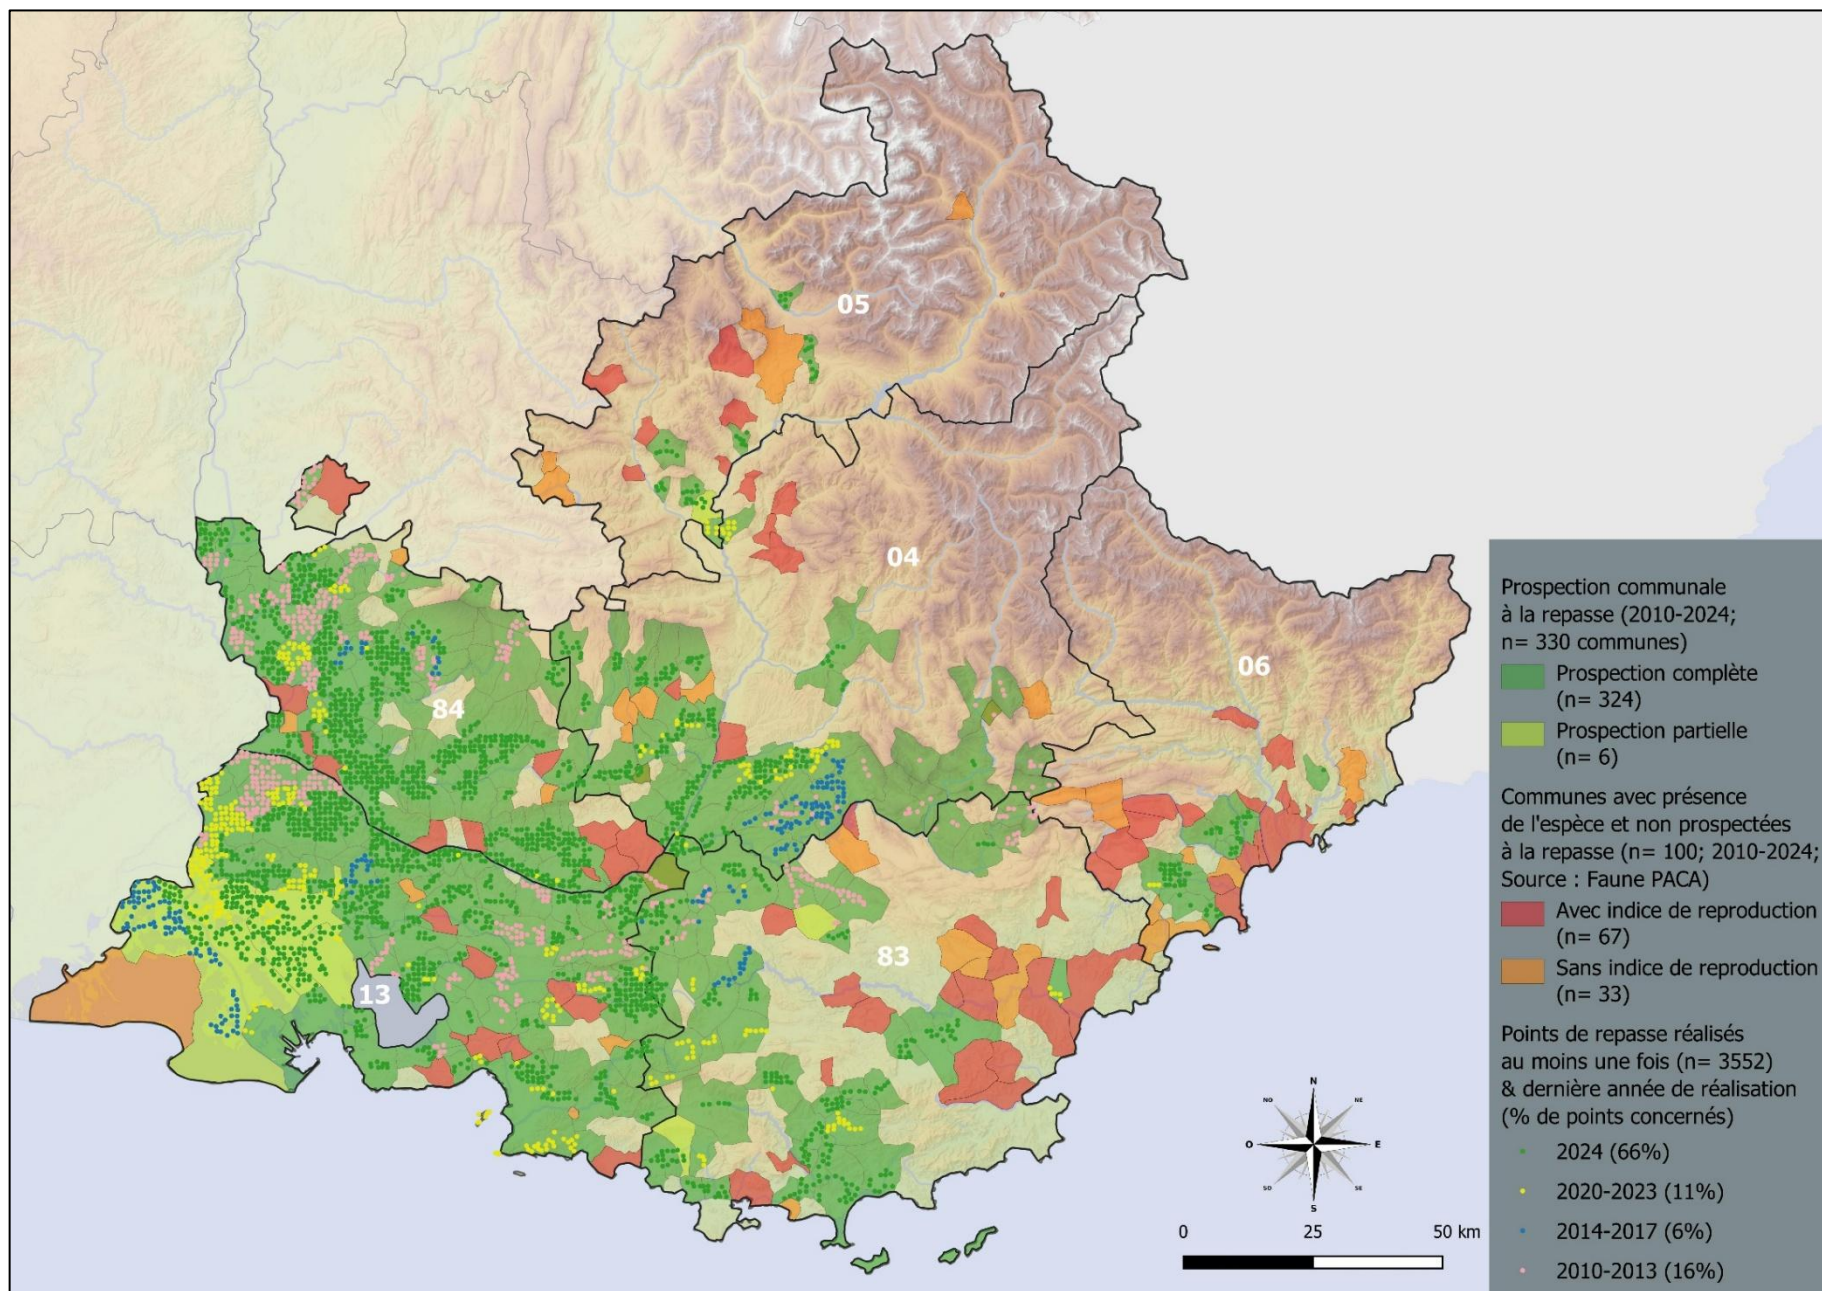 05
04
06
84
13
83
Prospection communale
à la repasse (2010-2024;
n= 330 communes)
Prospection complète
(n= 324)
Prospection partielle
(n= 6)
Communes avec présence
de l'espèce et non prospectées
à la repasse (n= 100; 2010-2024;
Source : Faune PACA)
Avec indice de reproduction
(n= 67)
Sans indice de reproduction
(n= 33)
Points de repasse réalisés
au moins une fois (n= 3552)
& dernière année de réalisation
(% de points concernés)
2024 (66%)
2020-2023 (11%)
2014-2017 (6%)
2010-2013 (16%)
N
NO
NE
O
E
SO
SE
S
0 25 50 km